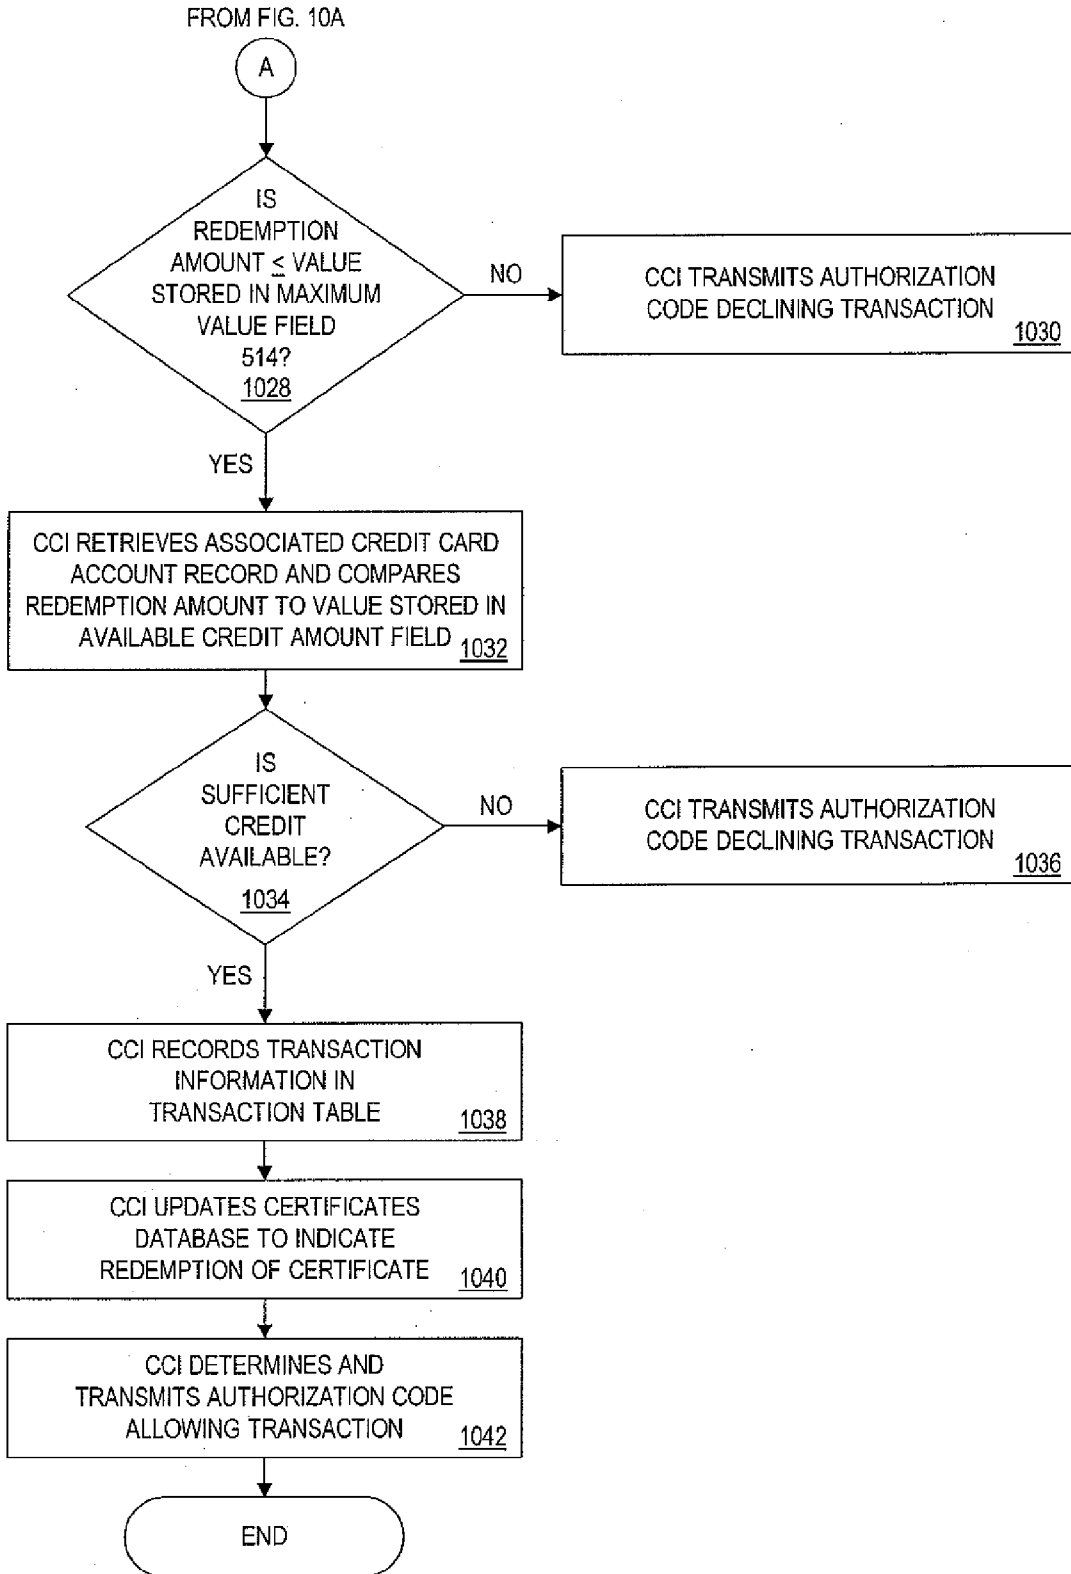 FROM FIG. 10A
A
IS
REDEMPTION
AMOUNT ≤ VALUE
STORED IN MAXIMUM
VALUE FIELD
514?
1028
NO
CCI TRANSMITS AUTHORIZATION
CODE DECLINING TRANSACTION
1030
YES
CCI RETRIEVES ASSOCIATED CREDIT CARD
ACCOUNT RECORD AND COMPARES
REDEMPTION AMOUNT TO VALUE STORED IN
AVAILABLE CREDIT AMOUNT FIELD
1032
IS
SUFFICIENT
CREDIT
AVAILABLE?
1034
NO
CCI TRANSMITS AUTHORIZATION
CODE DECLINING TRANSACTION
1036
YES
CCI RECORDS TRANSACTION
INFORMATION IN
TRANSACTION TABLE
1038
CCI UPDATES CERTIFICATES
DATABASE TO INDICATE
REDEMPTION OF CERTIFICATE
1040
CCI DETERMINES AND
TRANSMITS AUTHORIZATION CODE
ALLOWING TRANSACTION
1042
END